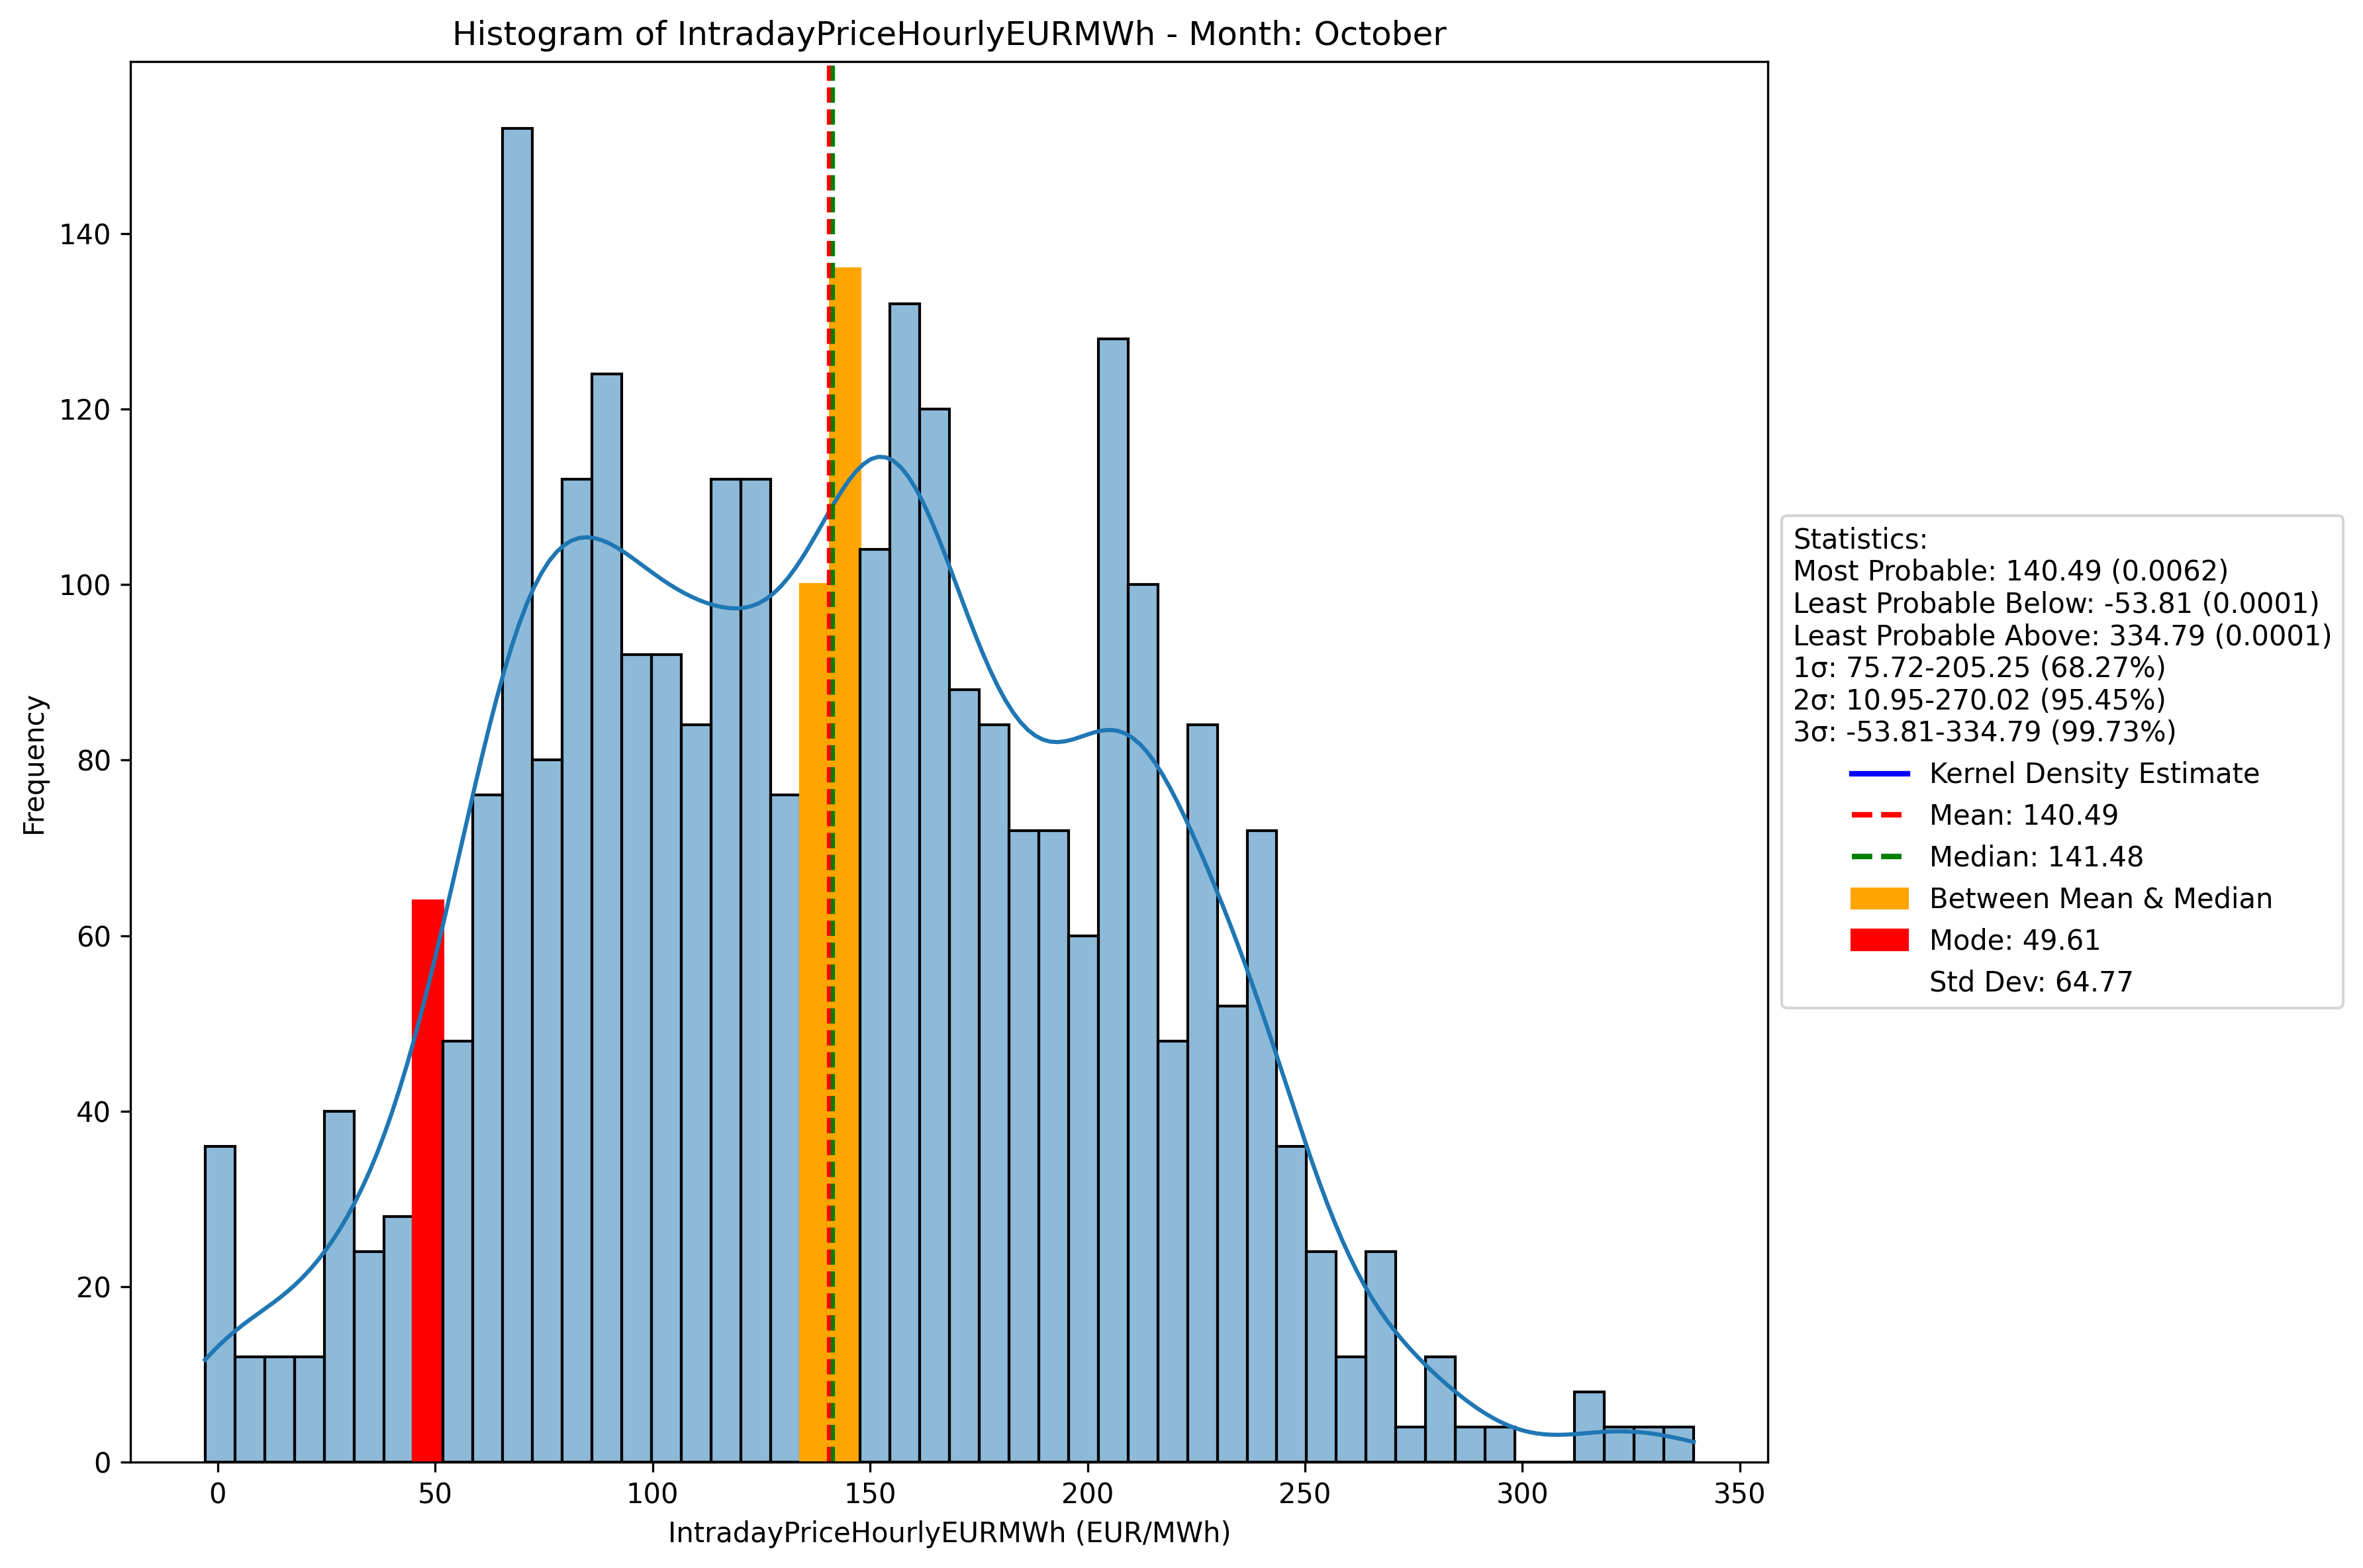 Histogram of IntradayPriceHourlyEURMWh - Month: October
Frequency
140
120
100
80
60
40
20
0
0 50 100 150 200 250 300 350
IntradayPriceHourlyEURMWh (EUR/MWh)
Statistics:
Most Probable: 140.49 (0.0062)
Least Probable Below: -53.81 (0.0001)
Least Probable Above: 334.79 (0.0001)
1σ: 75.72-205.25 (68.27%)
2σ: 10.95-270.02 (95.45%)
3σ: -53.81-334.79 (99.73%)
Kernel Density Estimate
Mean: 140.49
Median: 141.48
Between Mean & Median
Mode: 49.61
Std Dev: 64.77